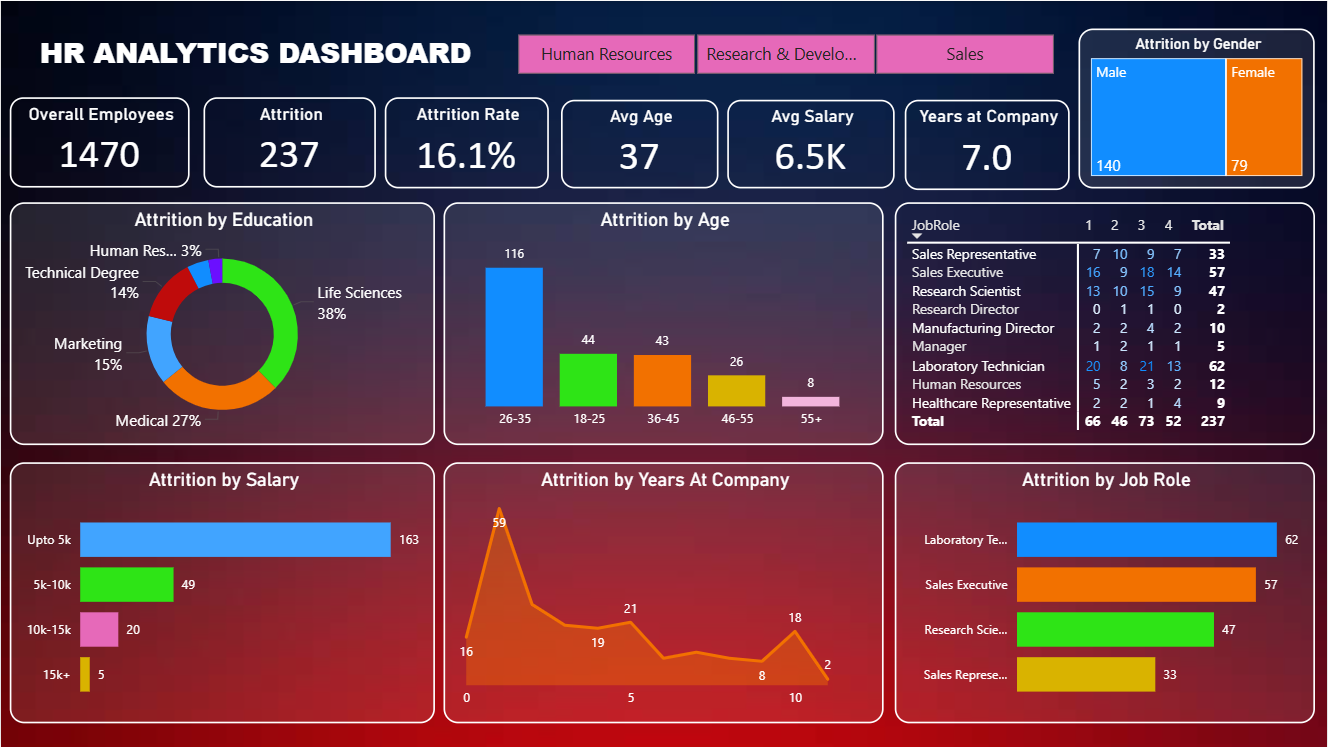 HR ANALYTICS DASHBOARD
Human Resources
Research & Develo...
Sales
Attrition by Gender
Male
Female
140
79
Overall Employees
1470
Attrition
237
Attrition Rate
16.1%
Avg Age
37
Avg Salary
6.5K
Years at Company
7.0
Attrition by Education
Human Res... 3%
Technical Degree
14%
Life Sciences
38%
Marketing
15%
Medical 27%
Attrition by Age
116
44
43
26
8
26-35 18-25 36-45 46-55 55+
JobRole 1 2 3 4 Total
Sales Representative 7 10 9 7 33
Sales Executive 16 9 18 14 57
Research Scientist 13 10 15 9 47
Research Director 0 1 1 0 2
Manufacturing Director 2 2 4 2 10
Manager 1 2 1 1 5
Laboratory Technician 20 8 21 13 62
Human Resources 5 2 3 2 12
Healthcare Representative 2 2 1 4 9
Total 66 46 73 52 237
Attrition by Salary
Upto 5k 163
5k-10k 49
10k-15k 20
15k+ 5
Attrition by Years At Company
59
21
18
16
19
2
8
0 5 10
Attrition by Job Role
Laboratory Te... 62
Sales Executive 57
Research Scie... 47
Sales Represe... 33